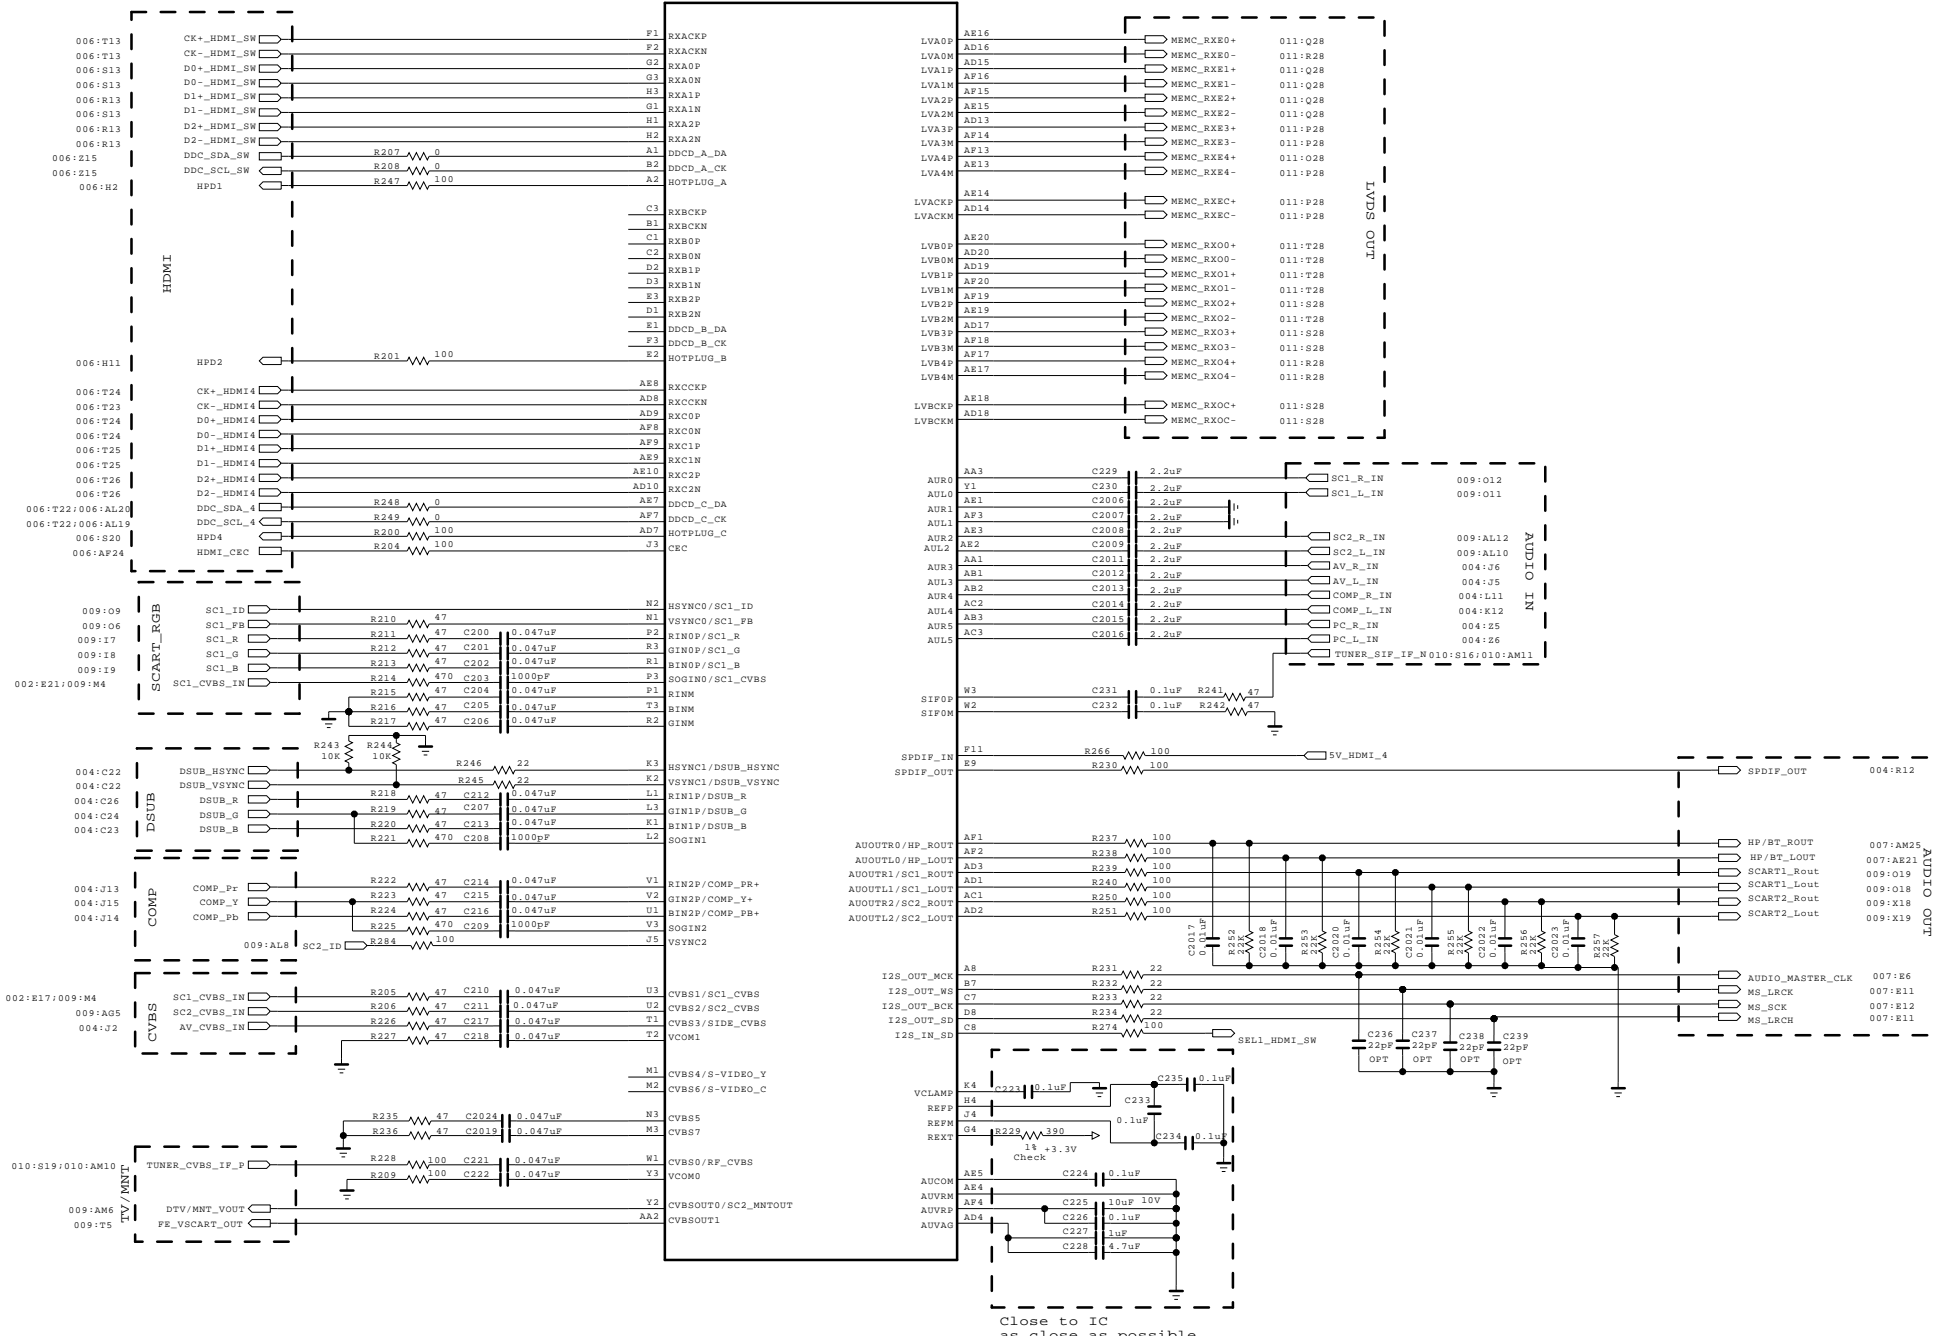 006:T13 CK+_HDMI_SW F1 RXACKP
006:T13 CK-_HDMI_SW F2 RXACKN
006:S13 D0+_HDMI_SW G2 RXA0P
006:S13 D0-_HDMI_SW G3 RXA0N
006:R13 D1+_HDMI_SW H3 RXA1P
006:S13 D1-_HDMI_SW G1 RXA1N
006:R13 D2+_HDMI_SW H1 RXA2P
006:R13 D2-_HDMI_SW H2 RXA2N
006:Z15 DDC_SDA_SW R207 0 A1 DDCD_A_DA
006:Z15 DDC_SCL_SW R208 0 B2 DDCD_A_CK
006:H2 HPD1 R247 100 A2 HOTPLUG_A
C3 RXBCKP
B1 RXBCKN
C1 RXB0P
C2 RXB0N
D2 RXB1P
D3 RXB1N
E3 RXB2P
D1 RXB2N
E1 DDCD_B_DA
F3 DDCD_B_CK
HDMI
006:H11 HPD2 R201 100 E2 HOTPLUG_B
006:T24 CK+_HDMI4 AE8 RXCCKP
006:T23 CK-_HDMI4 AD8 RXCCKN
006:T24 D0+_HDMI4 AD9 RXC0P
006:T24 D0-_HDMI4 AF8 RXC0N
006:T25 D1+_HDMI4 AF9 RXC1P
006:T25 D1-_HDMI4 AE9 RXC1N
006:T26 D2+_HDMI4 AE10 RXC2P
006:T26 D2-_HDMI4 AD10 RXC2N
006:T22;006:AL20 DDC_SDA_4 R248 0 AE7 DDCD_C_DA
006:T22;006:AL19 DDC_SCL_4 R249 0 AF7 DDCD_C_CK
006:S20 HPD4 R200 100 AD7 HOTPLUG_C
006:AF24 HDMI_CEC R204 100 J3 CEC
SCART_RGB
009:O9 SC1_ID N2 HSYNC0/SC1_ID
009:O6 SC1_FB R210 47 N1 VSYNC0/SC1_FB
009:I7 SC1_R R211 47 C200 0.047uF P2 RIN0P/SC1_R
009:I8 SC1_G R212 47 C201 0.047uF R3 GIN0P/SC1_G
009:I9 SC1_B R213 47 C202 0.047uF R1 BIN0P/SC1_B
002:E21;009:M4 SC1_CVBS_IN R214 470 C203 1000pF P3 SOGIN0/SC1_CVBS
R215 47 C204 0.047uF P1 RINM
R216 47 C205 0.047uF T3 BINM
R217 47 C206 0.047uF R2 GINM
R243 10K R244 10K
DSUB
004:C22 DSUB_HSYNC R246 22 K3 HSYNC1/DSUB_HSYNC
004:C22 DSUB_VSYNC R245 22 K2 VSYNC1/DSUB_VSYNC
004:C26 DSUB_R R218 47 C212 0.047uF L1 RIN1P/DSUB_R
004:C24 DSUB_G R219 47 C207 0.047uF L3 GIN1P/DSUB_G
004:C23 DSUB_B R220 47 C213 0.047uF K1 BIN1P/DSUB_B
R221 470 C208 1000pF L2 SOGIN1
COMP
004:J13 COMP_Pr R222 47 C214 0.047uF V1 RIN2P/COMP_PR+
004:J15 COMP_Y R223 47 C215 0.047uF V2 GIN2P/COMP_Y+
004:J14 COMP_Pb R224 47 C216 0.047uF U1 BIN2P/COMP_PB+
R225 470 C209 1000pF V3 SOGIN2
009:AL8 SC2_ID R284 100 J5 VSYNC2
CVBS
002:E17;009:M4 SC1_CVBS_IN R205 47 C210 0.047uF U3 CVBS1/SC1_CVBS
009:AG5 SC2_CVBS_IN R206 47 C211 0.047uF U2 CVBS2/SC2_CVBS
004:J2 AV_CVBS_IN R226 47 C217 0.047uF T1 CVBS3/SIDE_CVBS
R227 47 C218 0.047uF T2 VCOM1
M1 CVBS4/S-VIDEO_Y
M2 CVBS6/S-VIDEO_C
R235 47 C2024 0.047uF N3 CVBS5
R236 47 C2019 0.047uF M3 CVBS7
TV/MNT
010:S19;010:AM10 TUNER_CVBS_IF_P R228 100 C221 0.047uF W1 CVBS0/RF_CVBS
R209 100 C222 0.047uF Y3 VCOM0
009:AM6 DTV/MNT_VOUT Y2 CVBSOUT0/SC2_MNTOUT
009:T5 FE_VSCART_OUT AA2 CVBSOUT1
LVA0P AE16 MEMC_RXE0+ 011:Q28
LVA0M AD16 MEMC_RXE0- 011:R28
LVA1P AD15 MEMC_RXE1+ 011:Q28
LVA1M AF16 MEMC_RXE1- 011:Q28
LVA2P AF15 MEMC_RXE2+ 011:Q28
LVA2M AE15 MEMC_RXE2- 011:Q28
LVA3P AD13 MEMC_RXE3+ 011:P28
LVA3M AF14 MEMC_RXE3- 011:P28
LVA4P AF13 MEMC_RXE4+ 011:O28
LVA4M AE13 MEMC_RXE4- 011:P28
LVACKP AE14 MEMC_RXEC+ 011:P28
LVACKM AD14 MEMC_RXEC- 011:P28
LVDS OUT
LVB0P AE20 MEMC_RXO0+ 011:T28
LVB0M AD20 MEMC_RXO0- 011:T28
LVB1P AD19 MEMC_RXO1+ 011:T28
LVB1M AF20 MEMC_RXO1- 011:T28
LVB2P AF19 MEMC_RXO2+ 011:S28
LVB2M AE19 MEMC_RXO2- 011:T28
LVB3P AD17 MEMC_RXO3+ 011:S28
LVB3M AF18 MEMC_RXO3- 011:S28
LVB4P AF17 MEMC_RXO4+ 011:R28
LVB4M AE17 MEMC_RXO4- 011:R28
LVBCKP AE18 MEMC_RXOC+ 011:S28
LVBCKM AD18 MEMC_RXOC- 011:S28
AUR0 AA3 C229 2.2uF SC1_R_IN 009:O12
AUL0 Y1 C230 2.2uF SC1_L_IN 009:O11
AUR1 AE1 C2006 2.2uF
AUL1 AF3 C2007 2.2uF
AUR2 AE3 C2008 2.2uF SC2_R_IN 009:AL12
AUL2 AE2 C2009 2.2uF SC2_L_IN 009:AL10
AUR3 AA1 C2011 2.2uF AV_R_IN 004:J6
AUL3 AB1 C2012 2.2uF AV_L_IN 004:J5
AUR4 AB2 C2013 2.2uF COMP_R_IN 004:L11
AUL4 AC2 C2014 2.2uF COMP_L_IN 004:K12
AUR5 AB3 C2015 2.2uF PC_R_IN 004:Z5
AUL5 AC3 C2016 2.2uF PC_L_IN 004:Z6
TUNER_SIF_IF_N 010:S16;010:AM11
AUDIO IN
SIF0P W3 C231 0.1uF R241 47
SIF0M W2 C232 0.1uF R242 47
SPDIF_IN F11 R266 100 5V_HDMI_4
SPDIF_OUT E9 R230 100 SPDIF_OUT 004:R12
AUOUTR0/HP_ROUT AF1 R237 100 HP/BT_ROUT 007:AM25
AUOUTL0/HP_LOUT AF2 R238 100 HP/BT_LOUT 007:AE21
AUOUTR1/SC1_ROUT AD3 R239 100 SCART1_Rout 009:O19
AUOUTL1/SC1_LOUT AD1 R240 100 SCART1_Lout 009:O18
AUOUTR2/SC2_ROUT AC1 R250 100 SCART2_Rout 009:X18
AUOUTL2/SC2_LOUT AD2 R251 100 SCART2_Lout 009:X19
AUDIO OUT
C2017 0.01uF R252 22K C2018 0.01uF R253 22K C2020 0.01uF R254 22K C2021 0.01uF R255 22K C2022 0.01uF R256 22K C2023 0.01uF R257 22K
I2S_OUT_MCK A8 R231 22 AUDIO_MASTER_CLK 007:E6
I2S_OUT_WS B7 R232 22 MS_LRCK 007:E11
I2S_OUT_BCK C7 R233 22 MS_SCK 007:E12
I2S_OUT_SD D8 R234 22 MS_LRCH 007:E11
I2S_IN_SD C8 R274 100 SEL1_HDMI_SW
C236 22pF OPT C237 22pF OPT C238 22pF OPT C239 22pF OPT
VCLAMP K4 C223 0.1uF C235 0.1uF
REFP H4 C233 0.1uF
REFM J4
REXT G4 R229 390 C234 0.1uF
1% +3.3V
Check
AUCOM AE5 C224 0.1uF
AUVRM AE4
AUVRP AF4 C225 10uF 10V
C226 0.1uF
AUVAG AD4 C227 1uF
C228 4.7uF
Close to IC
as close as possible